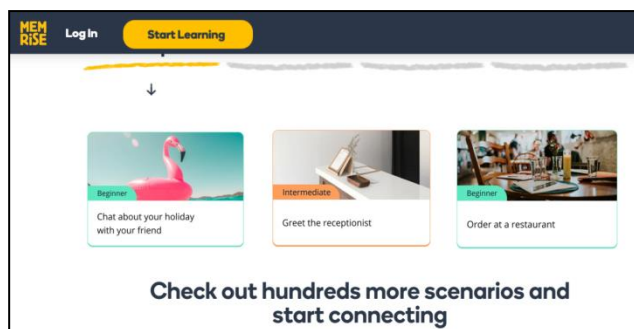 MEM
RISE
Log In
Start Learning
Beginner
Chat about your holiday
with your friend
Intermediate
Greet the receptionist
Beginner
Order at a restaurant
Check out hundreds more scenarios and
start connecting